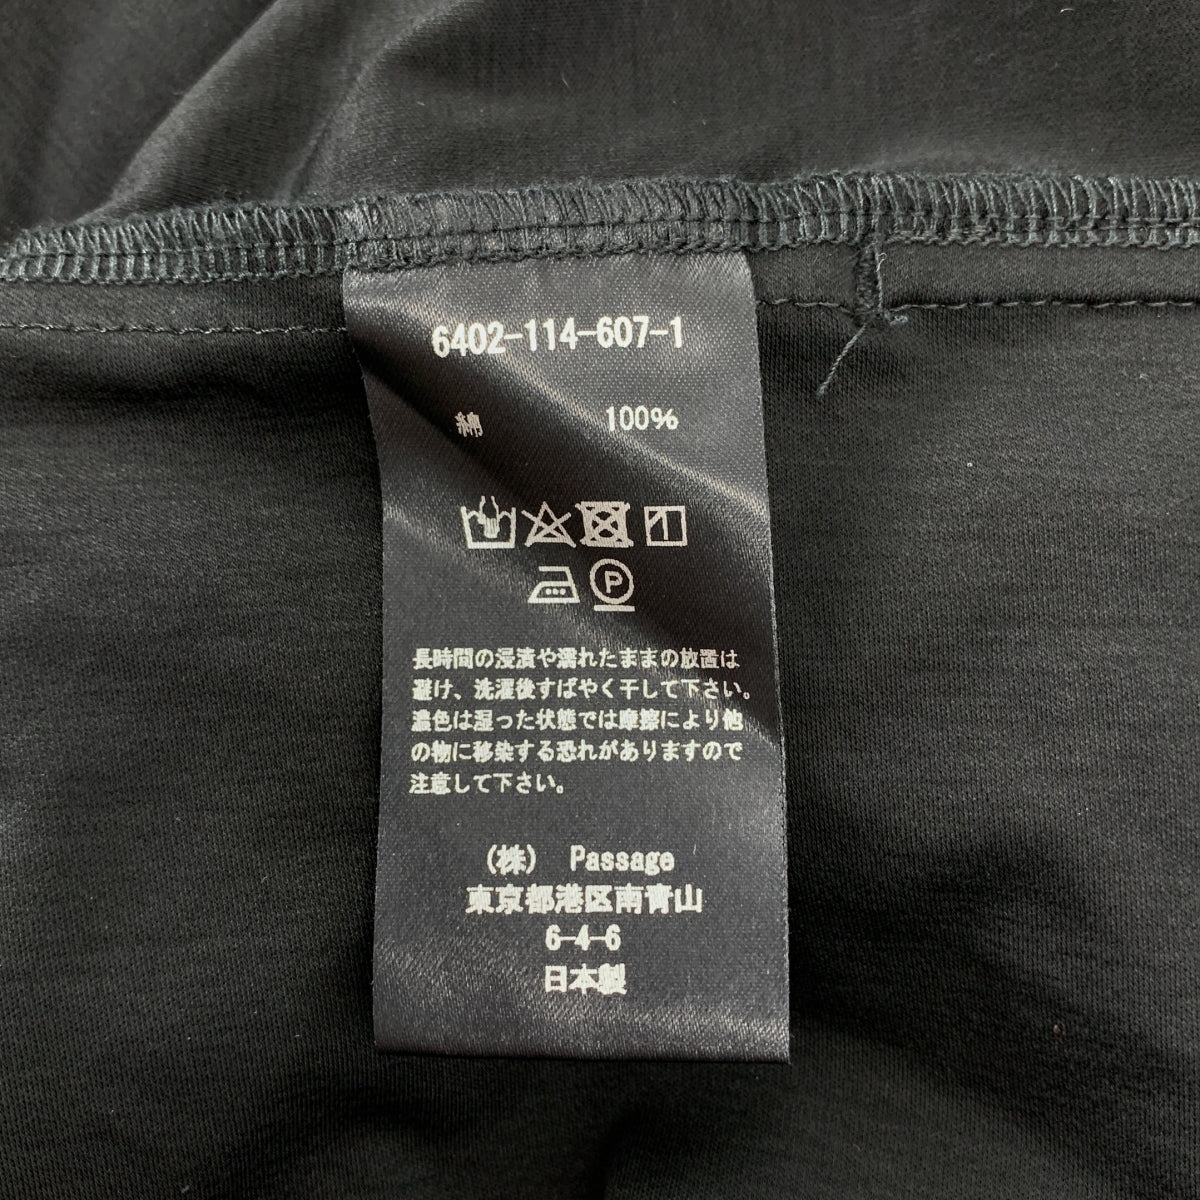 6402-114-607-1
綿 100%
P
長時間の浸漬や濡れたままの放置は
避け、洗濯後すばやく干して下さい。
濃色は湿った状態では摩擦により他
の物に移染する恐れがありますので
注意して下さい。
(株) Passage
東京都港区南青山
6-4-6
日本製